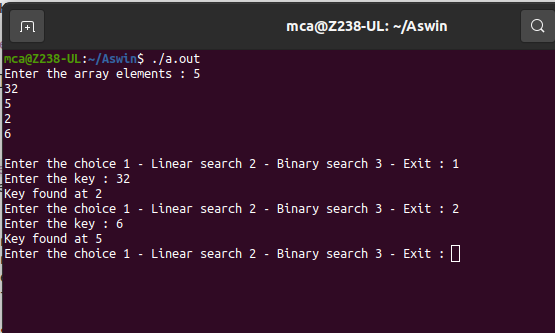 mca@Z238-UL: ~/Aswin
mca@Z238-UL:~/Aswin$ ./a.out
Enter the array elements : 5
32
5
2
6
Enter the choice 1 - Linear search 2 - Binary search 3 - Exit : 1
Enter the key : 32
Key found at 2
Enter the choice 1 - Linear search 2 - Binary search 3 - Exit : 2
Enter the key : 6
Key found at 5
Enter the choice 1 - Linear search 2 - Binary search 3 - Exit :